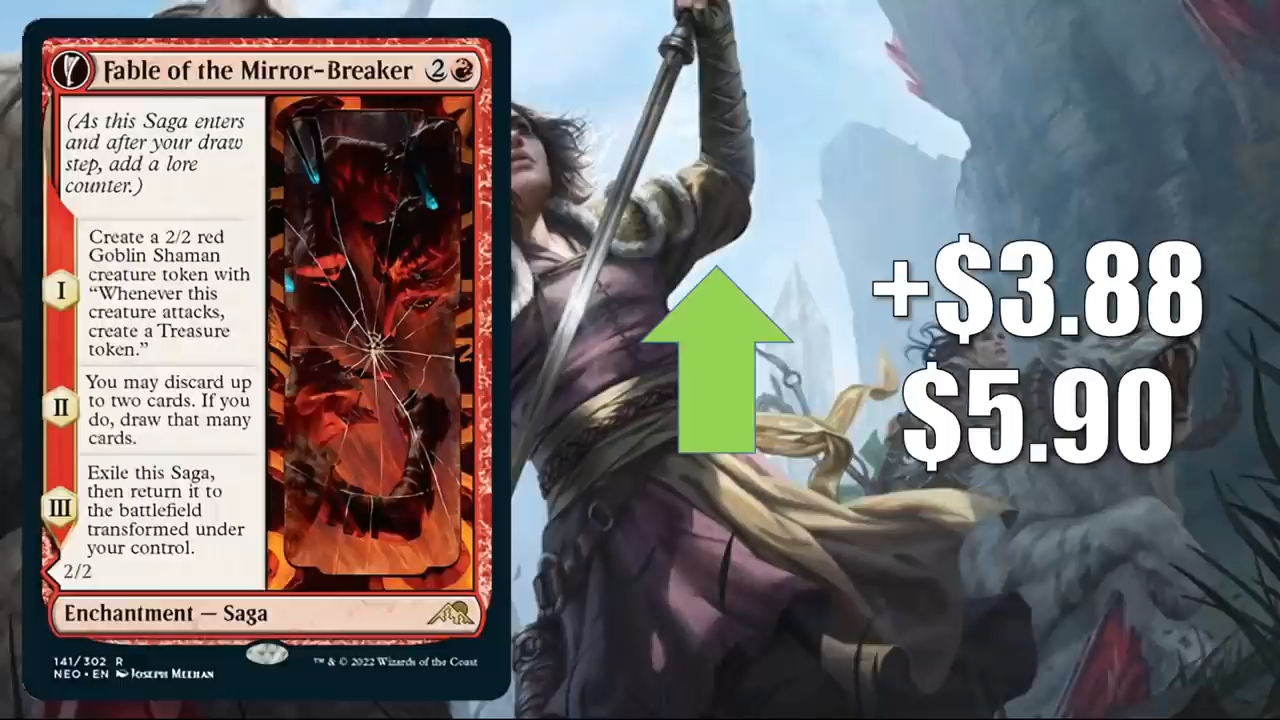 Fable of the Mirror-Breaker 2
(As this Saga enters
and after your draw
step, add a lore
counter.)
I
Create a 2/2 red
Goblin Shaman
creature token with
“Whenever this
creature attacks,
create a Treasure
token.”
II
You may discard up
to two cards. If you
do, draw that many
cards.
III
Exile this Saga,
then return it to
the battlefield
transformed under
your control.
2/2
Enchantment — Saga
141/302 R
NEO • EN Joseph Meehan
™ & © 2022 Wizards of the Coast
+$3.88
$5.90